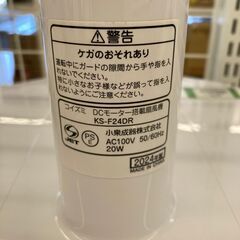 ⚠警告
ケガのおそれあり
運転中にガードの隙間から手や指を入
れないでください。
特に小さなお子様などが誤って指を入
れないようにご注意ください。
コイズミ DCモーター搭載扇風機
KS-F24DR
小泉成器株式会社
JET
PS
E
AC100V 50/60Hz
20W
2024年製